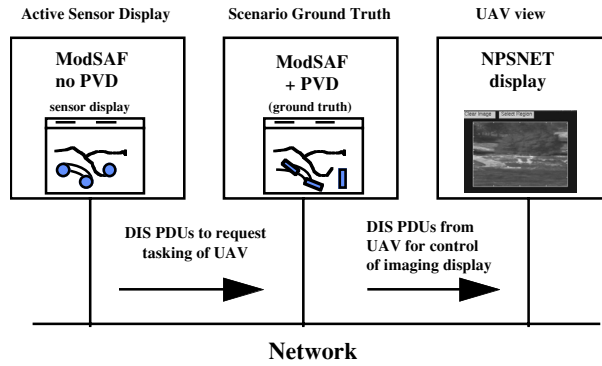 Active Sensor Display
Scenario Ground Truth
UAV view
ModSAF
no PVD
sensor display
ModSAF
+ PVD
(ground truth)
NPSNET
display
Clear Image
Select Region
DIS PDUs to request
tasking of UAV
DIS PDUs from
UAV for control
of imaging display
Network